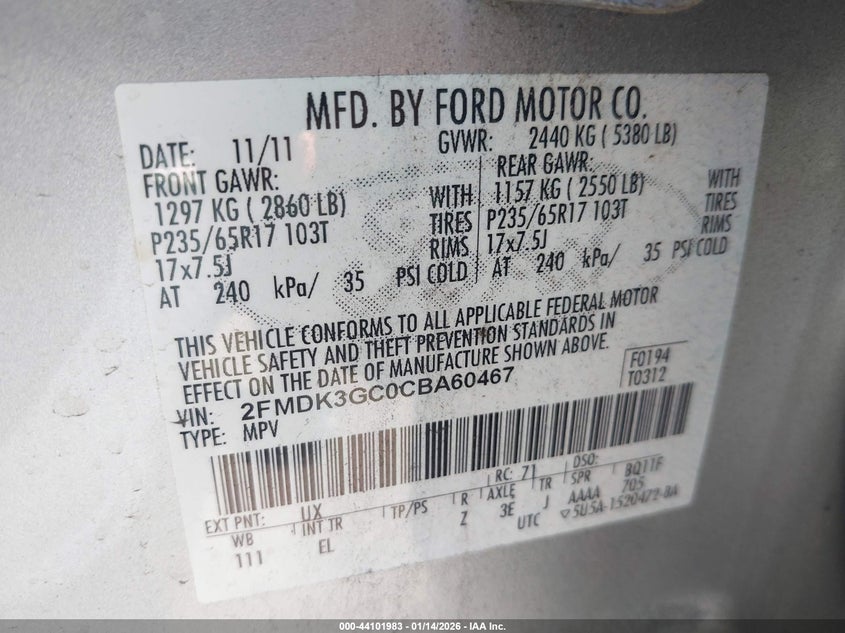 MFD. BY FORD MOTOR CO.
DATE: 11/11 GVWR: 2440 KG ( 5380 LB)
FRONT GAWR: REAR GAWR:
1297 KG ( 2860 LB) WITH 1157 KG ( 2550 LB) WITH
P235/65R17 103T TIRES P235/65R17 103T TIRES
17x7.5J RIMS 17x7.5J RIMS
AT 240 kPa/ 35 PSI COLD AT 240 kPa/ 35 PSI COLD
THIS VEHICLE CONFORMS TO ALL APPLICABLE FEDERAL MOTOR
VEHICLE SAFETY AND THEFT PREVENTION STANDARDS IN
EFFECT ON THE DATE OF MANUFACTURE SHOWN ABOVE.
F0194
T0312
VIN: 2FMDK3GC0CBA60467
TYPE: MPV
EXT PNT: UX RC: 71 DSO:
WB INT TR TP/PS R AXLE TR SPR BQ11F
111 EL Z 3E J AAAA 705
UTC ▽5U5A-1520472-BA
000-44101983 - 01/14/2026 - IAA Inc.